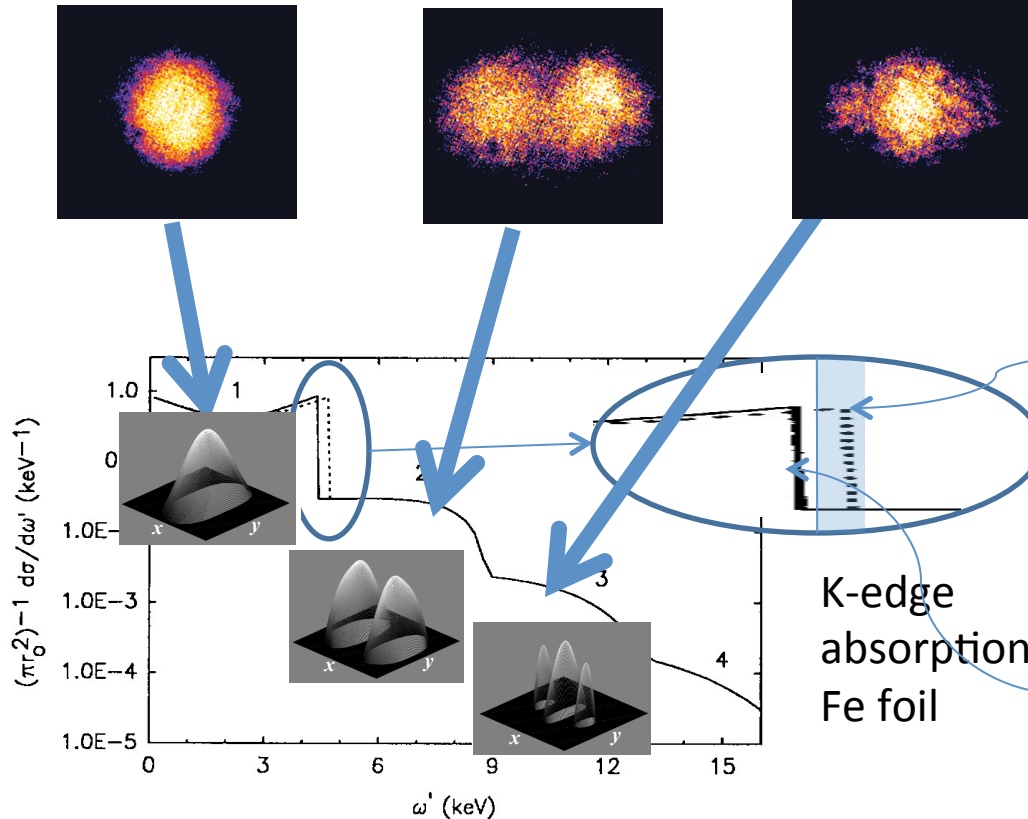 1.0
0
1.0E-
1.0E-3
1.0E-4
1.0E-5
(πr₀²)⁻¹ dσ/dω' (keV⁻¹)
1
2
3
4
x y
x y
x y
0 3 6 9 12 15
ω' (keV)
K-edge
absorption
Fe foil